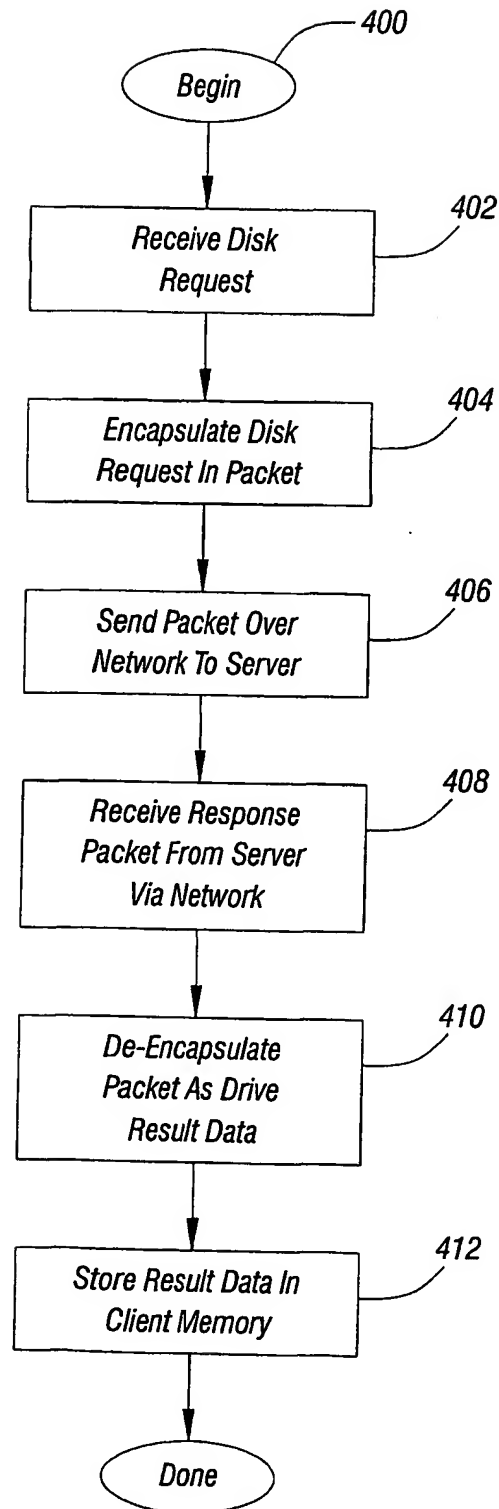 400
Begin
402
Receive Disk
Request
404
Encapsulate Disk
Request In Packet
406
Send Packet Over
Network To Server
408
Receive Response
Packet From Server
Via Network
410
De-Encapsulate
Packet As Drive
Result Data
412
Store Result Data In
Client Memory
Done